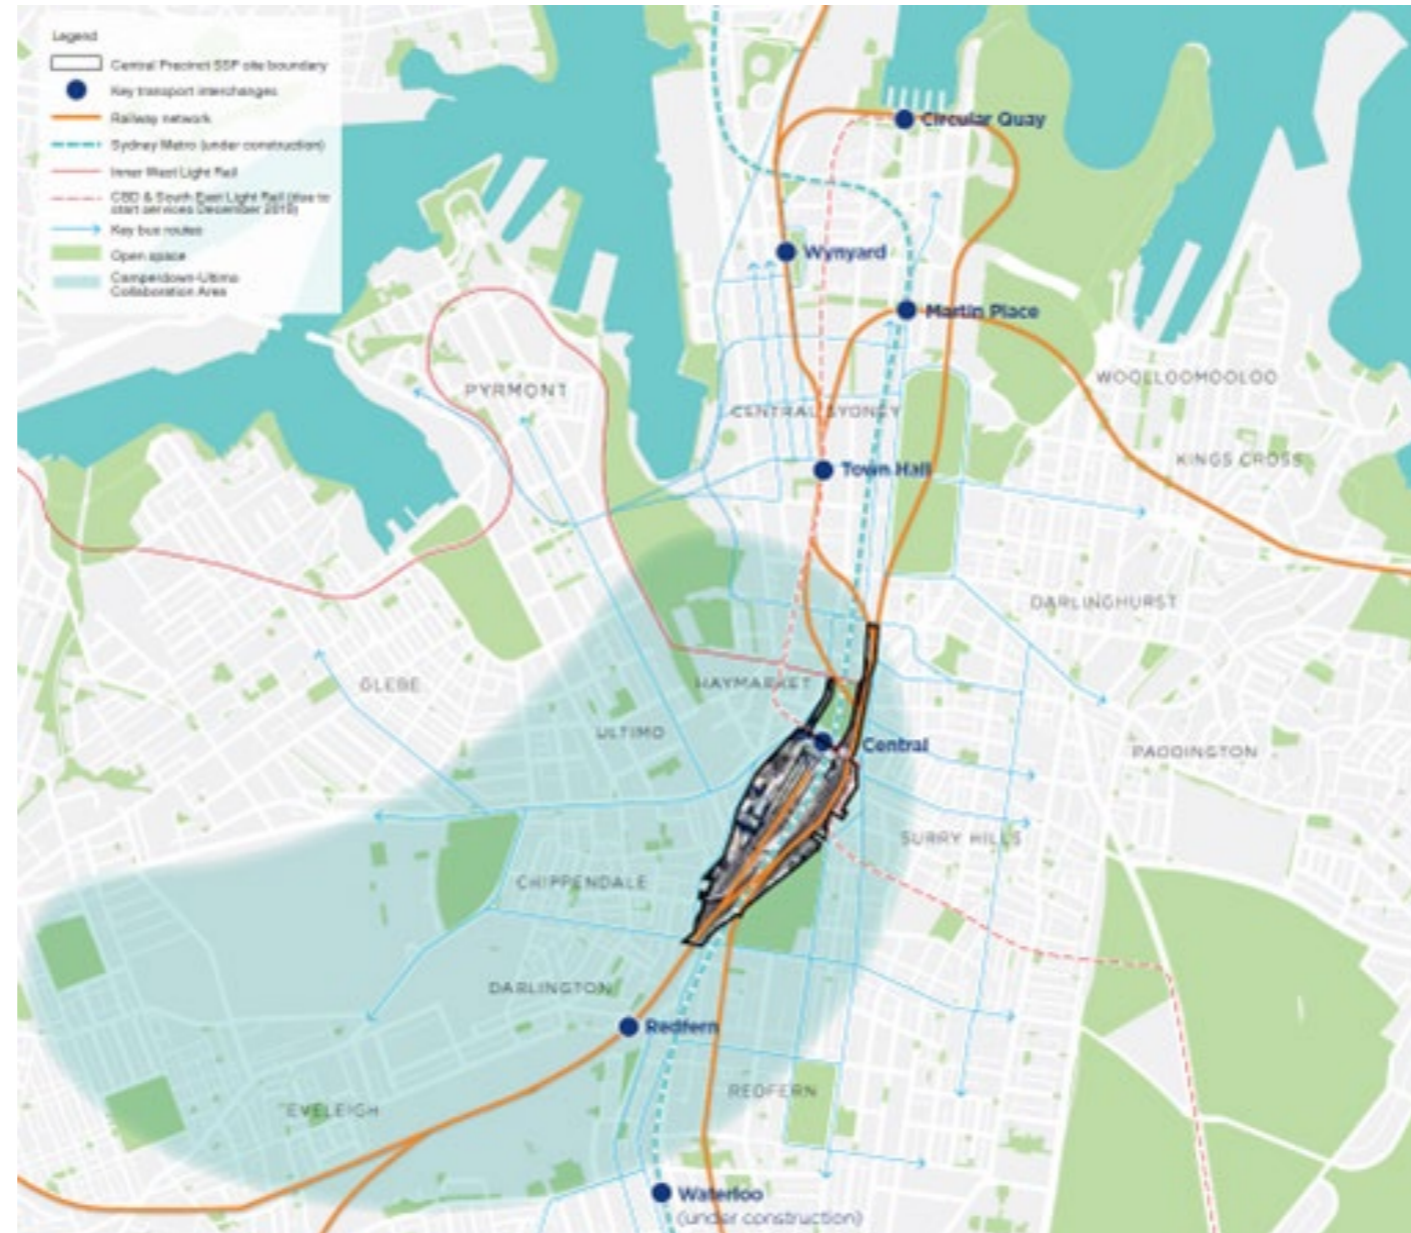 Legend
Central Precinct SSP site boundary
Key transport interchanges
Railway network
Sydney Metro (under construction)
Inner West Light Rail
CBD & South East Light Rail (due to
start services December 2019)
Key bus routes
Open space
Camperdown-Ultimo
Collaboration Area
Circular Quay
Wynyard
Martin Place
WOOLLOOMOOLOO
PYRMONT
CENTRAL SYDNEY
KINGS CROSS
Town Hall
DARLINGHURST
GLEBE
HAYMARKET
ULTIMO
Central
PADDINGTON
SURRY HILLS
CHIPPENDALE
DARLINGTON
Redfern
REDFERN
EVELEIGH
Waterloo
(under construction)